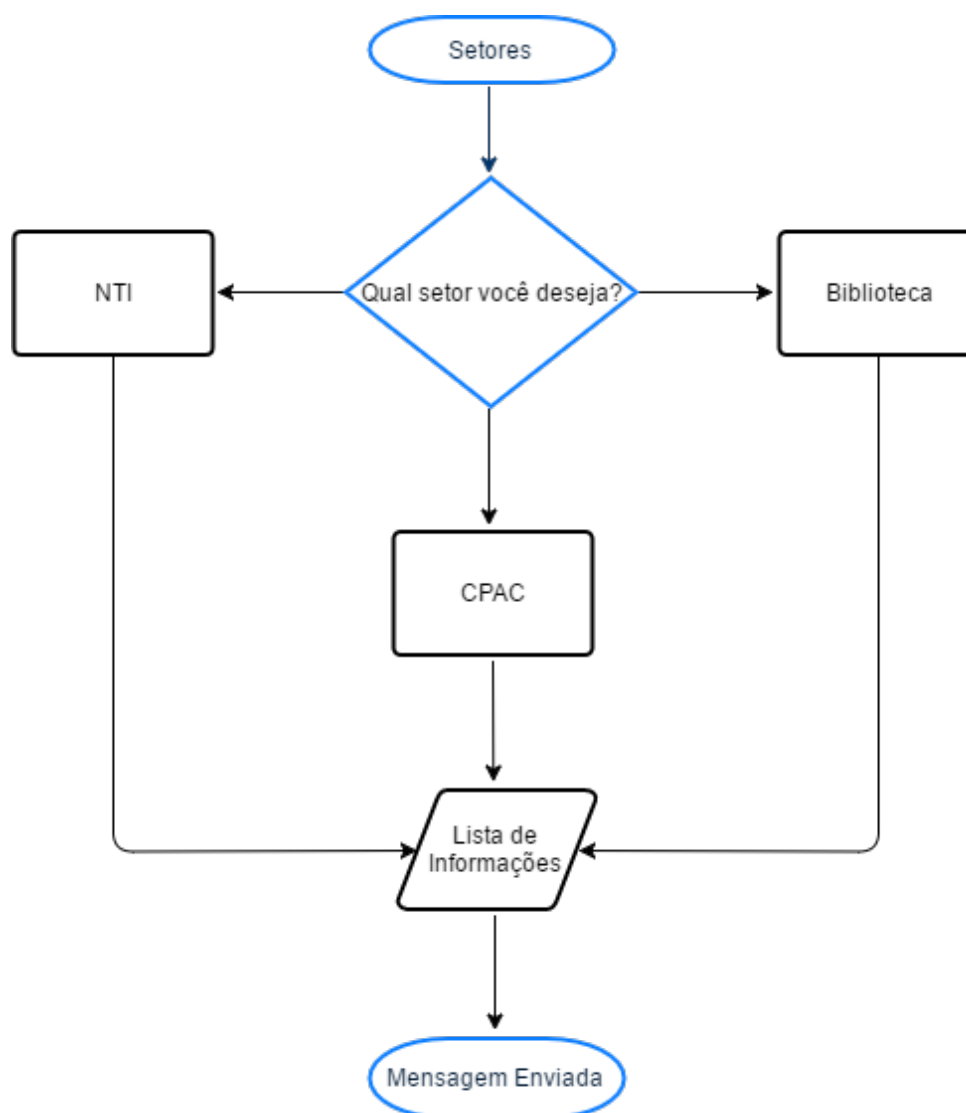 Setores
NTI
Qual setor você deseja?
Biblioteca
CPAC
Lista de
Informações
Mensagem Enviada